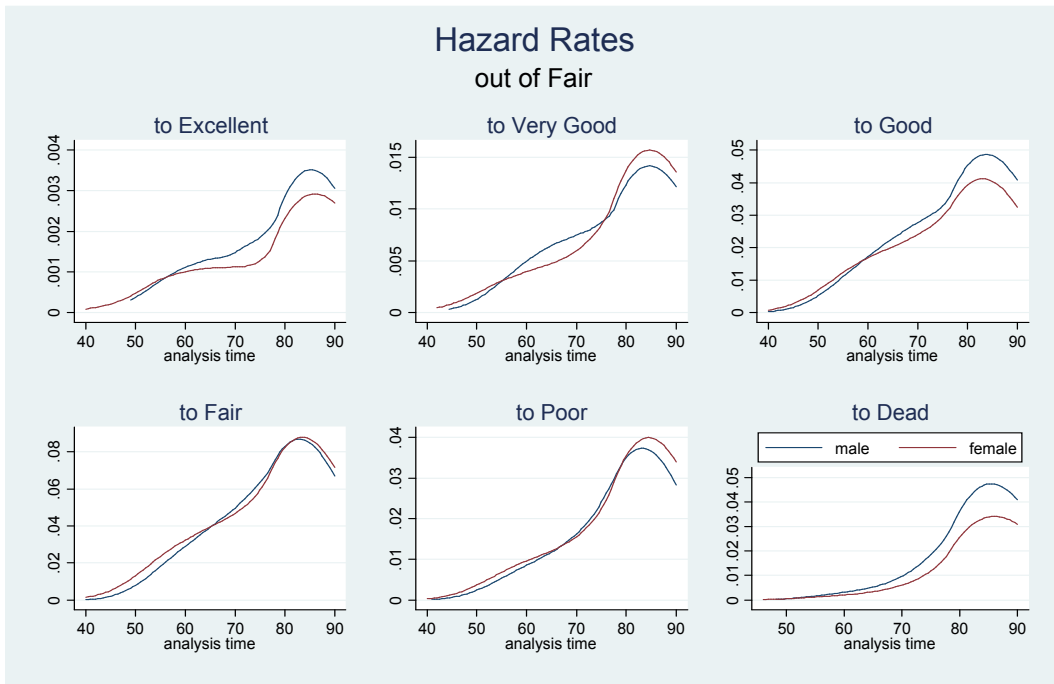 Hazard Rates
out of Fair
to Excellent
.004
.003
.002
.001
0
40 50 60 70 80 90
analysis time
to Very Good
.015
.01
.005
0
40 50 60 70 80 90
analysis time
to Good
.05
.04
.03
.02
.01
0
40 50 60 70 80 90
analysis time
to Fair
.08
.06
.04
.02
0
40 50 60 70 80 90
analysis time
to Poor
.04
.03
.02
.01
0
40 50 60 70 80 90
analysis time
to Dead
male female
.05
.04
.03
.02
.01
0
50 60 70 80 90
analysis time